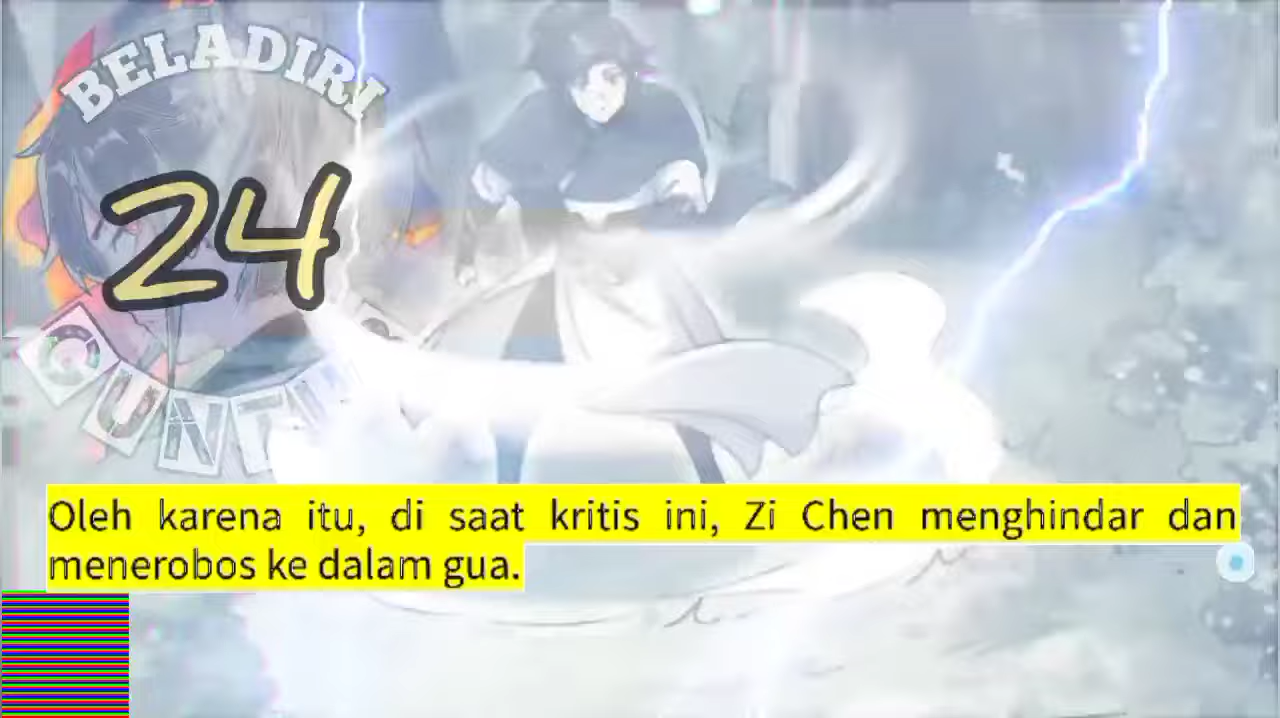 BELADIRI
24
Oleh karena itu, di saat kritis ini, Zi Chen menghindar dan
menerobos ke dalam gua.